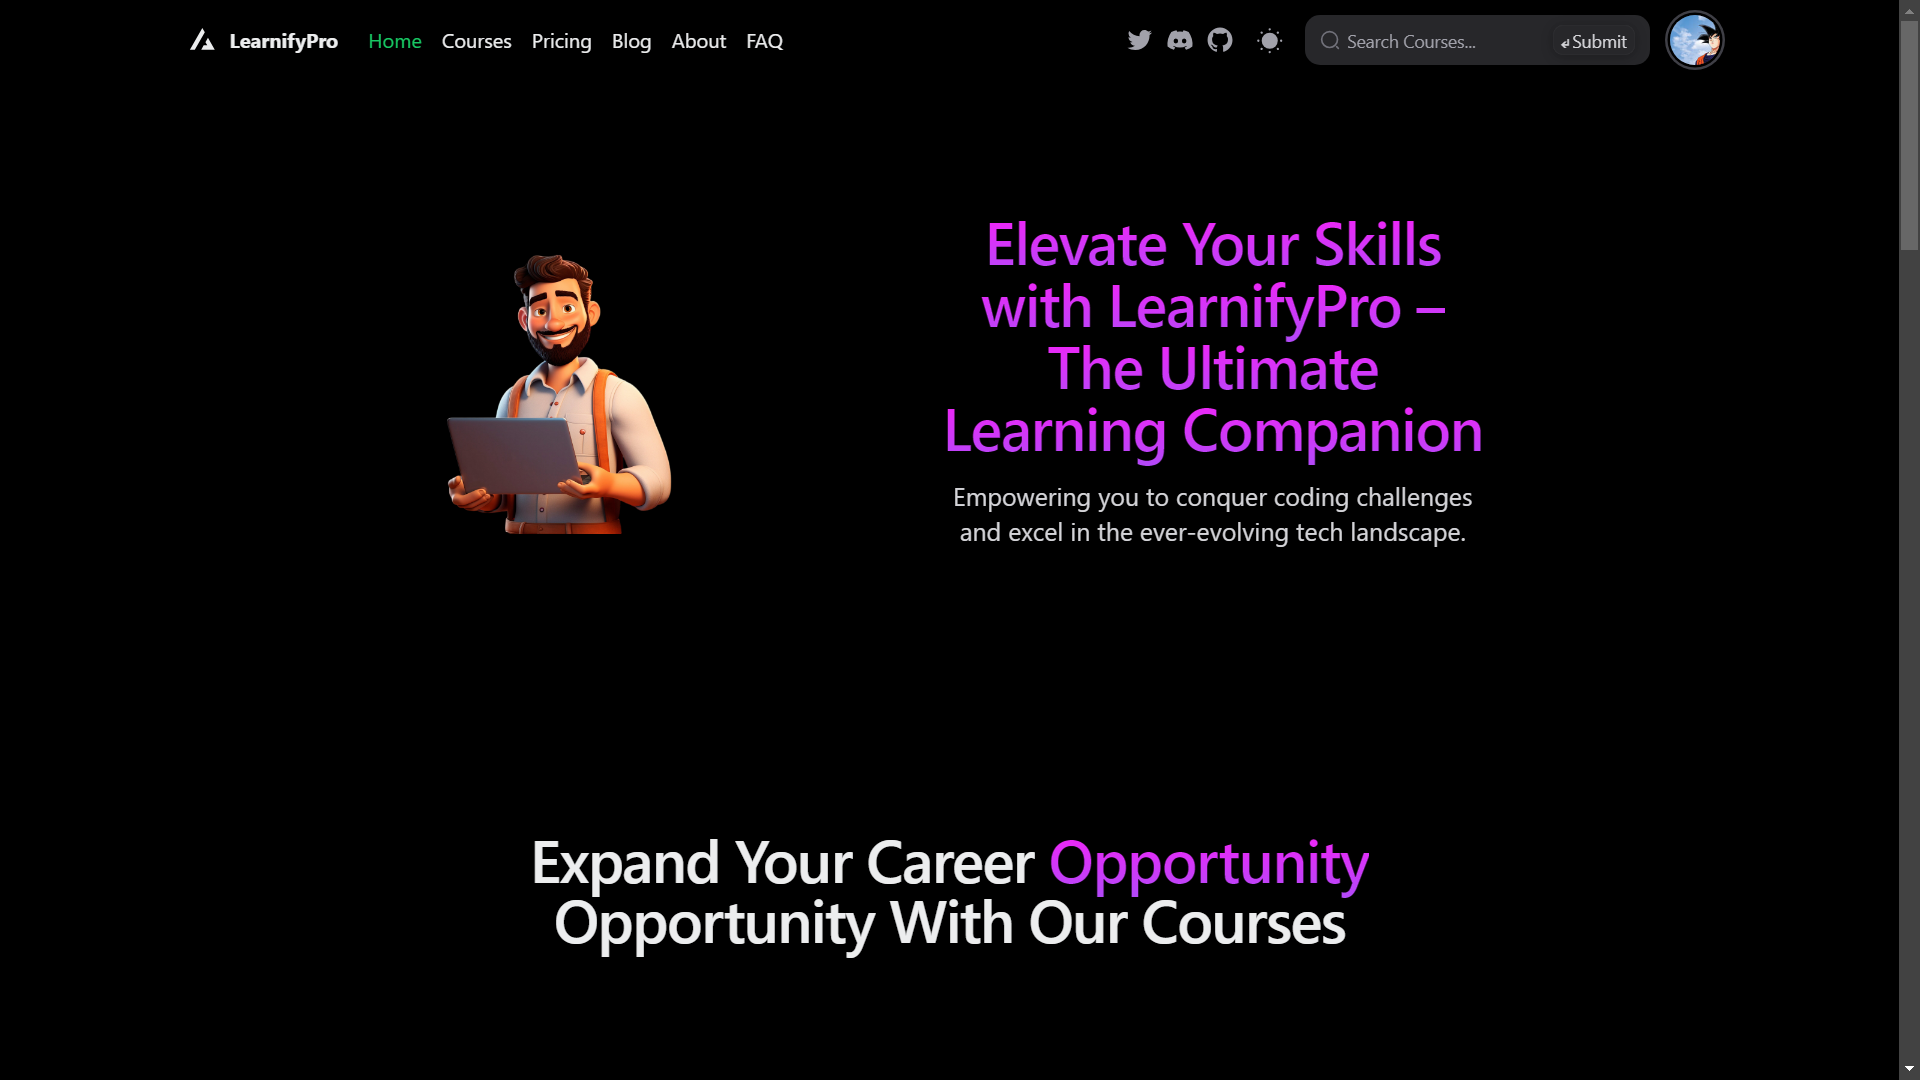 LearnifyPro Home Courses Pricing Blog About FAQ Search Courses... Submit
Elevate Your Skills
with LearnifyPro –
The Ultimate
Learning Companion
Empowering you to conquer coding challenges
and excel in the ever-evolving tech landscape.
Expand Your Career Opportunity
Opportunity With Our Courses